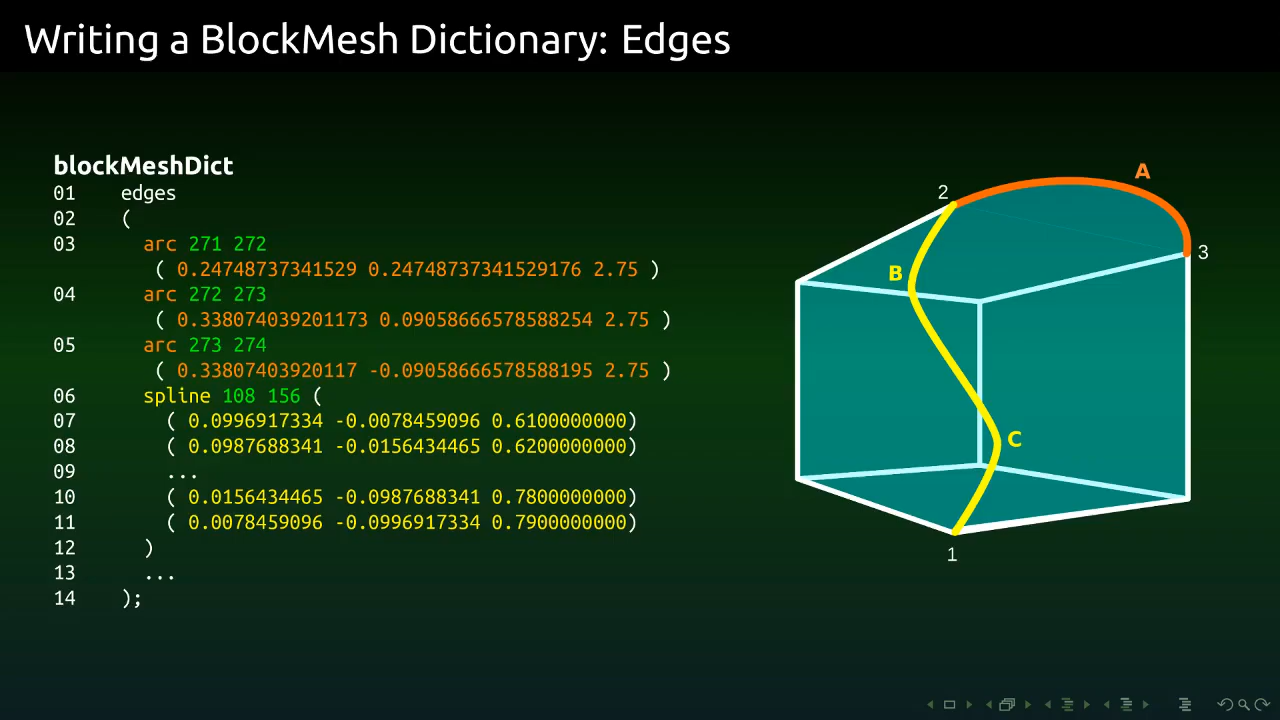 Writing a BlockMesh Dictionary: Edges
blockMeshDict
01 edges
02 (
03 arc 271 272
( 0.24748737341529 0.24748737341529176 2.75 )
04 arc 272 273
( 0.338074039201173 0.09058666578588254 2.75 )
05 arc 273 274
( 0.33807403920117 -0.09058666578588195 2.75 )
06 spline 108 156 (
07 ( 0.0996917334 -0.0078459096 0.6100000000)
08 ( 0.0987688341 -0.0156434465 0.6200000000)
09 ...
10 ( 0.0156434465 -0.0987688341 0.7800000000)
11 ( 0.0078459096 -0.0996917334 0.7900000000)
12 )
13 ...
14 );
A
2
3
B
C
1